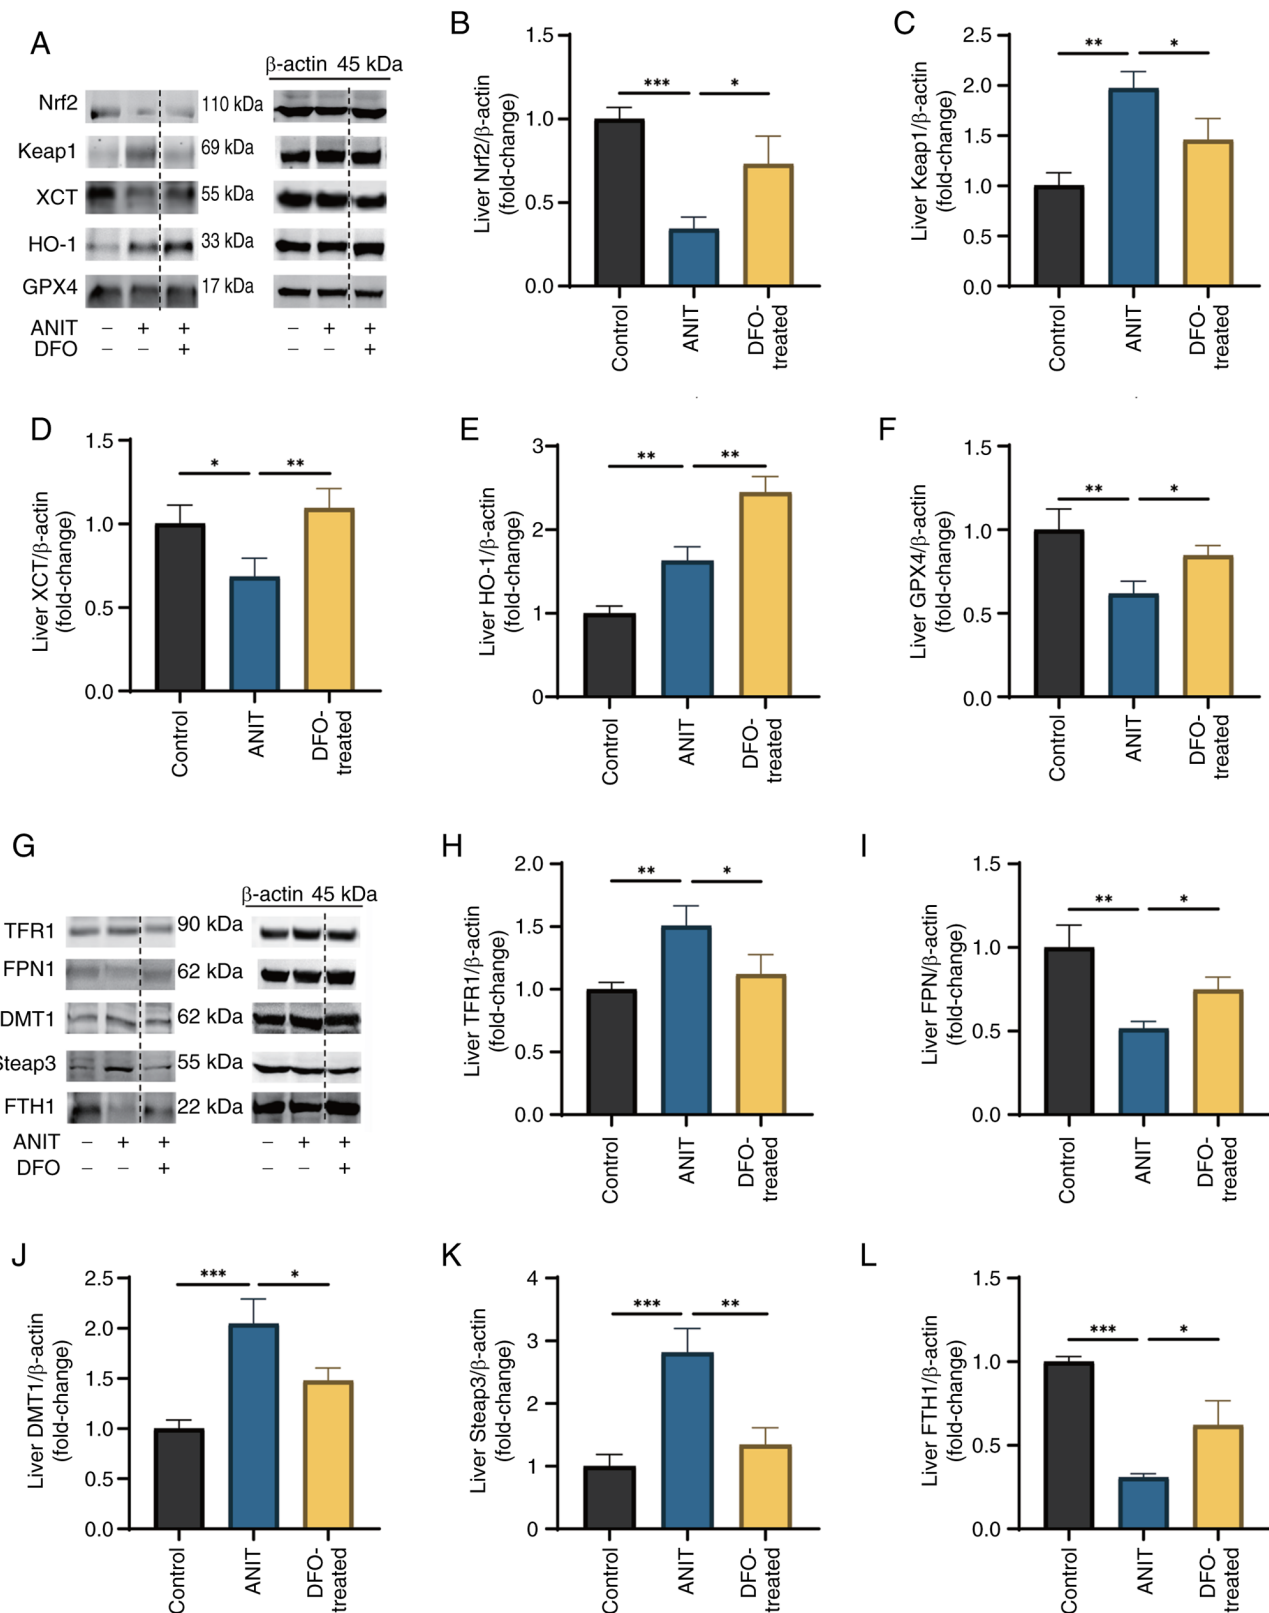 A
β-actin 45 kDa
Nrf2 110 kDa
Keap1 69 kDa
XCT 55 kDa
HO-1 33 kDa
GPX4 17 kDa
ANIT − + + − + +
DFO − − + − − +
B
Liver Nrf2/β-actin
(fold-change)
1.5
1.0
0.5
0.0
*** *
Control
ANIT
DFO-
treated
C
Liver Keap1/β-actin
(fold-change)
2.5
2.0
1.5
1.0
0.5
0.0
** *
Control
ANIT
DFO-
treated
D
Liver XCT/β-actin
(fold-change)
1.5
1.0
0.5
0.0
* **
Control
ANIT
DFO-
treated
E
Liver HO-1/β-actin
(fold-change)
3
2
1
0
** **
Control
ANIT
DFO-
treated
F
Liver GPX4/β-actin
(fold-change)
1.5
1.0
0.5
0.0
** *
Control
ANIT
DFO-
treated
G
β-actin 45 kDa
TFR1 90 kDa
FPN1 62 kDa
DMT1 62 kDa
Steap3 55 kDa
FTH1 22 kDa
ANIT − + + − + +
DFO − − + − − +
H
Liver TFR1/β-actin
(fold-change)
2.0
1.5
1.0
0.5
0.0
** *
Control
ANIT
DFO-
treated
I
Liver FPN/β-actin
(fold-change)
1.5
1.0
0.5
0.0
** *
Control
ANIT
DFO-
treated
J
Liver DMT1/β-actin
(fold-change)
2.5
2.0
1.5
1.0
0.5
0.0
*** *
Control
ANIT
DFO-
treated
K
Liver Steap3/β-actin
(fold-change)
4
3
2
1
0
*** **
Control
ANIT
DFO-
treated
L
Liver FTH1/β-actin
(fold-change)
1.5
1.0
0.5
0.0
*** *
Control
ANIT
DFO-
treated